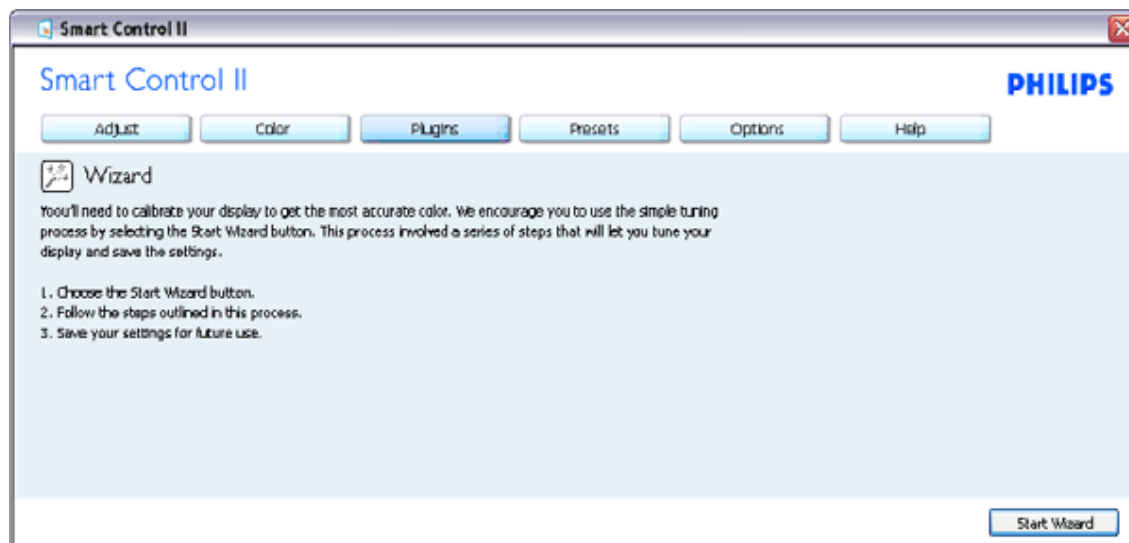 Smart Control II
Smart Control II
PHILIPS
Adjust Color Plugins Presets Options Help
Wizard
Yoou'll need to calibrate your display to get the most accurate color. We encourage you to use the simple tuning
process by selecting the Start Wizard button. This process involved a series of steps that will let you tune your
display and save the settings.
1. Choose the Start Wizard button.
2. Follow the steps outlined in this process.
3. Save your settings for future use.
Start Wizard